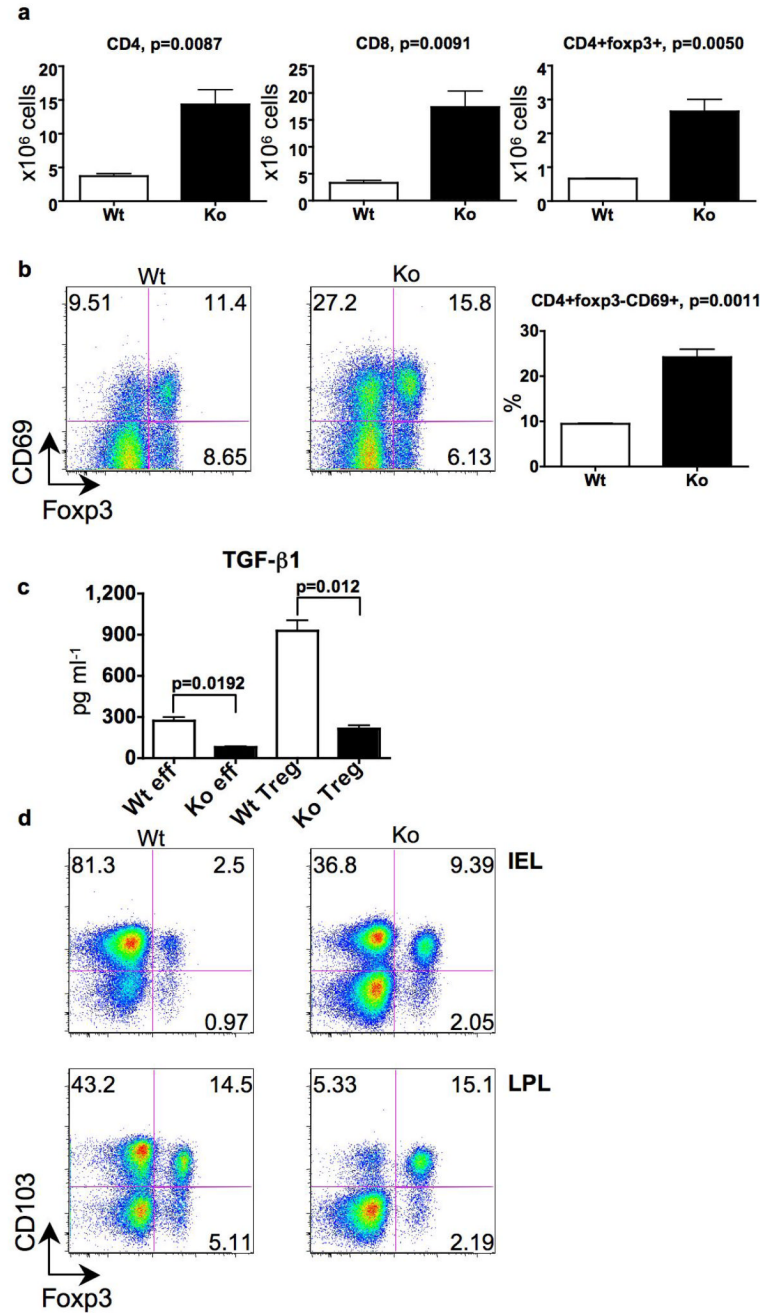 a
CD4, p=0.0087
CD8, p=0.0091
CD4+foxp3+, p=0.0050
x10⁶ cells
20
15
10
5
0
Wt
Ko
x10⁶ cells
25
20
15
10
5
0
Wt
Ko
x10⁶ cells
4
3
2
1
0
Wt
Ko
b
Wt
Ko
9.51
11.4
8.65
27.2
15.8
6.13
CD69
Foxp3
CD4+foxp3-CD69+, p=0.0011
%
30
20
10
0
Wt
Ko
c
TGF-β1
pg ml⁻¹
1,200
900
600
300
0
p=0.0192
p=0.012
Wt eff
Ko eff
Wt Treg
Ko Treg
d
Wt
Ko
81.3
2.5
0.97
36.8
9.39
2.05
IEL
43.2
14.5
5.11
5.33
15.1
2.19
LPL
CD103
Foxp3